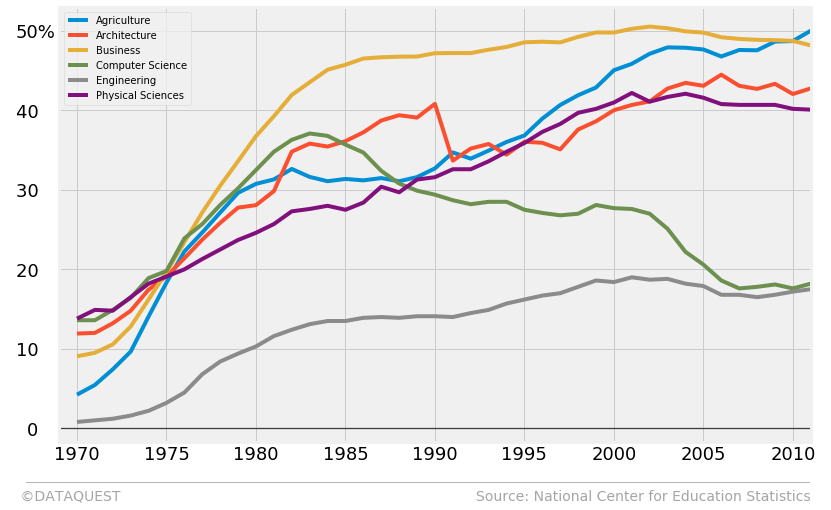 Agriculture
Architecture
Business
Computer Science
Engineering
Physical Sciences
50%
40
30
20
10
0
1970 1975 1980 1985 1990 1995 2000 2005 2010
©DATAQUEST Source: National Center for Education Statistics